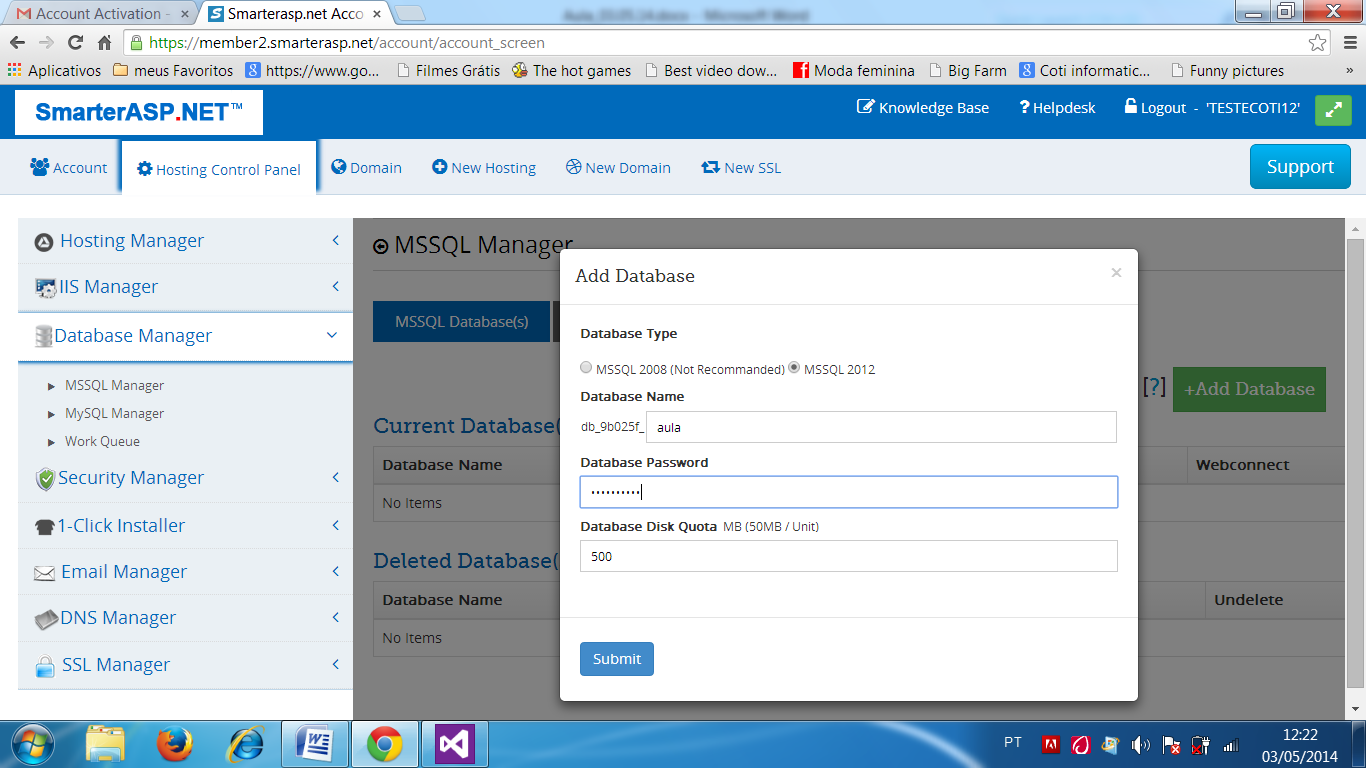 Account Activation -
Smarterasp.net Acco
Aula_03.05.14.docx - Microsoft Word
https://member2.smarterasp.net/account/account_screen
Aplicativos
meus Favoritos
https://www.go...
Filmes Grátis
The hot games
Best video dow...
Moda feminina
Big Farm
Coti informatic...
Funny pictures
»
SmarterASP.NET™
Knowledge Base
? Helpdesk
Logout - 'TESTECOTI12'
Account
Hosting Control Panel
Domain
New Hosting
New Domain
New SSL
Support
Hosting Manager
IIS Manager
Database Manager
MSSQL Manager
MySQL Manager
Work Queue
Security Manager
1-Click Installer
Email Manager
DNS Manager
SSL Manager
MSSQL Manager
MSSQL Database(s)
[?]
+Add Database
Current Database(
Database Name
Webconnect
No Items
Deleted Database(
Database Name
Undelete
No Items
Add Database
×
Database Type
MSSQL 2008 (Not Recommanded) MSSQL 2012
Database Name
db_9b025f_ aula
Database Password
••••••••••
Database Disk Quota MB (50MB / Unit)
500
Submit
PT
12:22
03/05/2014